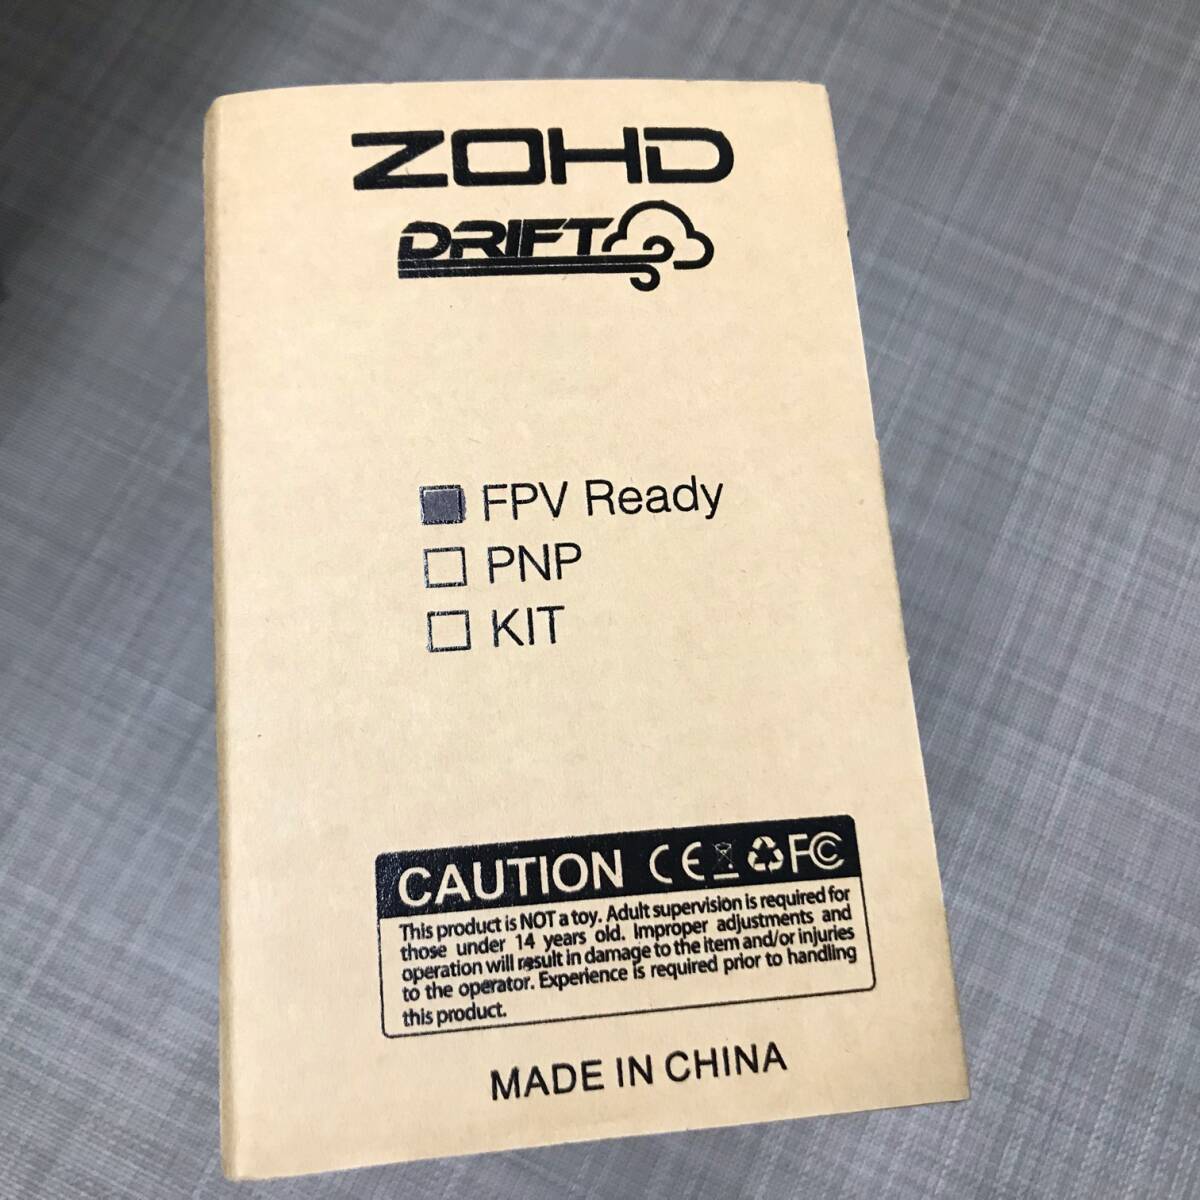 ZOHD
DRIFT
FPV Ready
PNP
KIT
CAUTION CE FC
This product is NOT a toy. Adult supervision is required for
those under 14 years old. Improper adjustments and
operation will result in damage to the item and/or injuries
to the operator. Experience is required prior to handling
this product.
MADE IN CHINA